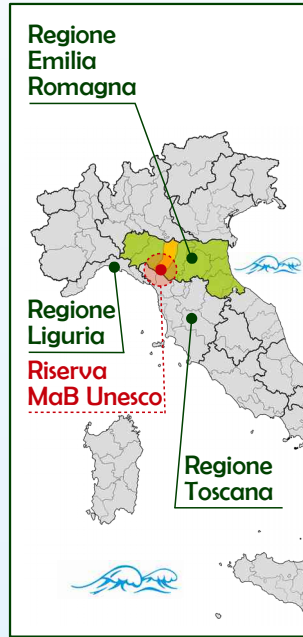 Regione
Emilia
Romagna
Regione
Liguria
Riserva
MaB Unesco
Regione
Toscana